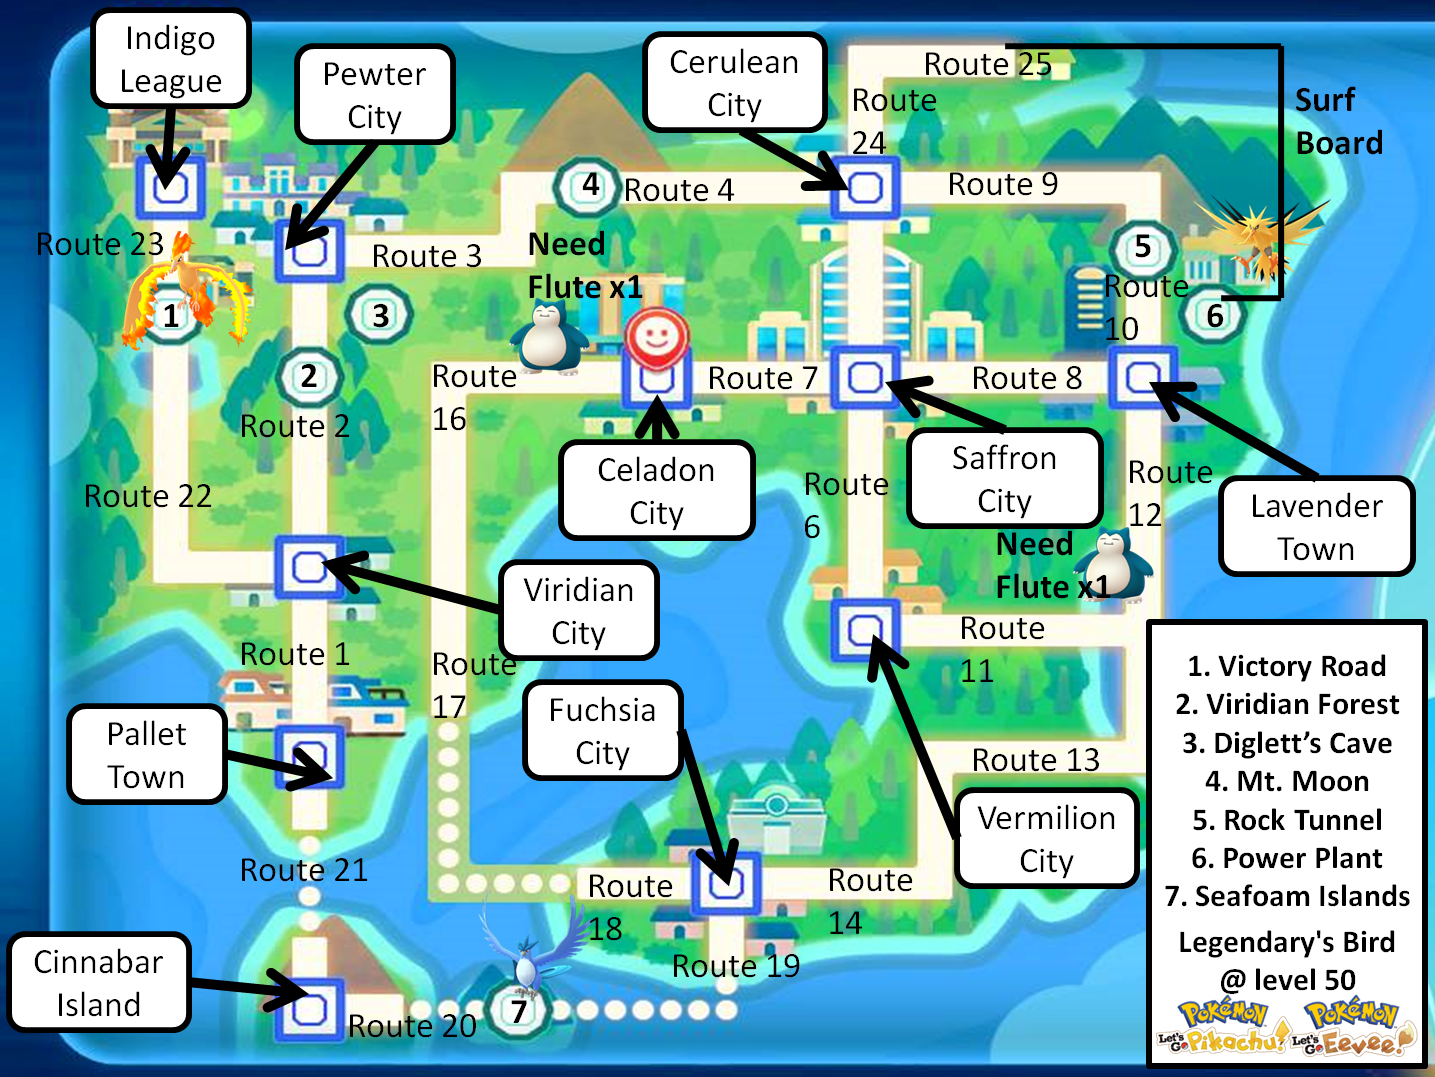 Indigo
League
Pewter
City
Cerulean
City
Route 25
Route
24
Surf
Board
Route 4
4
Route 9
Route 23
Route 3
Need
Flute x1
5
Route
10
1
3
6
2
Route
16
Route 7
Route 8
Route 2
Celadon
City
Saffron
City
Route
6
Route
12
Lavender
Town
Route 22
Need
Flute x1
Viridian
City
Route 1
Route
17
Route
11
Fuchsia
City
Pallet
Town
Route 13
Vermilion
City
Route 21
Route
18
Route
14
Route 19
Cinnabar
Island
Route 20
7
1. Victory Road
2. Viridian Forest
3. Diglett’s Cave
4. Mt. Moon
5. Rock Tunnel
6. Power Plant
7. Seafoam Islands
Legendary's Bird
@ level 50
POKéMON
Let's Go Pikachu!
POKéMON
Let's Go Eevee!